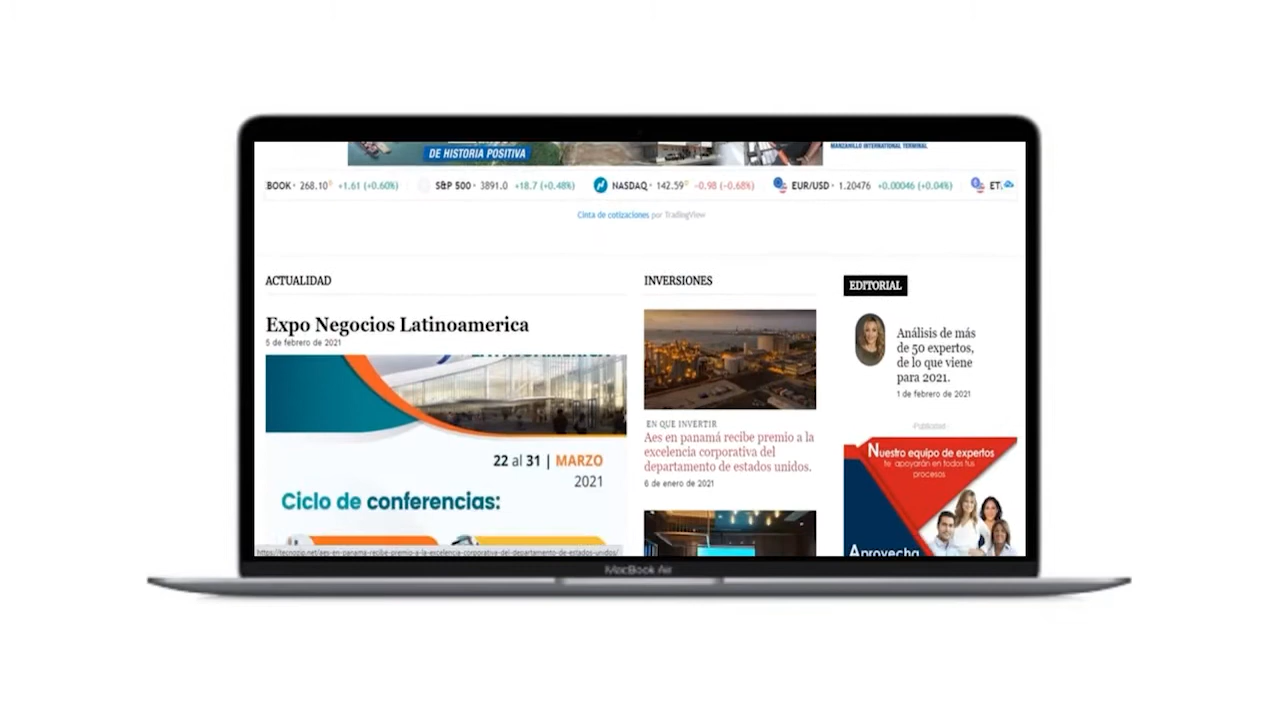 DE HISTORIA POSITIVA
MANZANILLO INTERNATIONAL TERMINAL
BOOK · 268.10 +1.61 (+0.60%) S&P 500 · 3891.0 +18.7 (+0.48%) NASDAQ · 142.59 −0.98 (−0.68%) EUR/USD · 1.20476 +0.00046 (+0.04%)
Cinta de cotizaciones por TradingView
ACTUALIDAD
Expo Negocios Latinoamerica
5 de febrero de 2021
22 al 31 | MARZO
2021
Ciclo de conferencias:
https://tecnozip.net/aes-en-panama-recibe-premio-a-la-excelencia-corporativa-del-departamento-de-estados-unidos/
INVERSIONES
EN QUE INVERTIR
Aes en panamá recibe premio a la
excelencia corporativa del
departamento de estados unidos.
6 de enero de 2021
EDITORIAL
Análisis de más
de 50 expertos,
de lo que viene
para 2021.
1 de febrero de 2021
-Publicidad-
Nuestro equipo de expertos
te apoyarán en todos tus
procesos
Aprovecha
MacBook Air